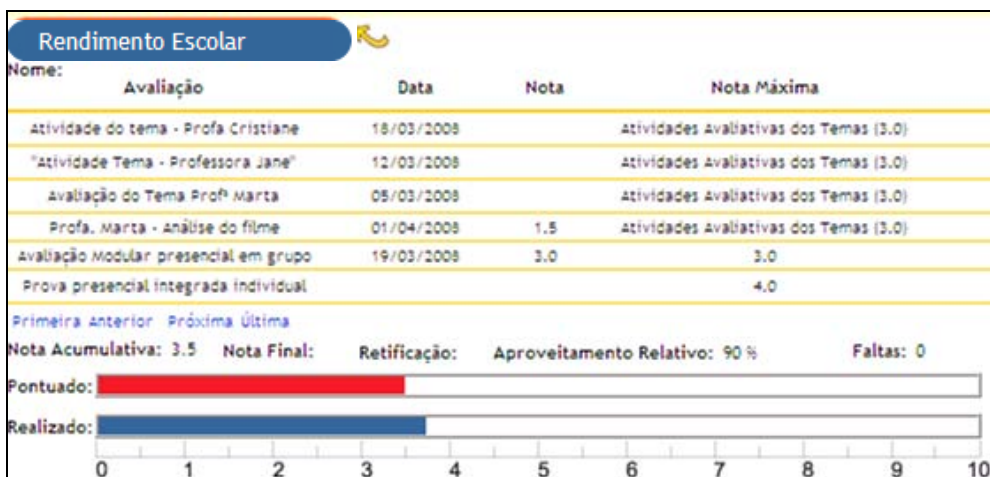 Rendimento Escolar
Nome:
Avaliação Data Nota Nota Máxima
Atividade do tema - Profa Cristiane 18/03/2008 Atividades Avaliativas dos Temas (3.0)
"Atividade Tema - Professora Jane" 12/03/2008 Atividades Avaliativas dos Temas (3.0)
Avaliação do Tema Profª Marta 05/03/2008 Atividades Avaliativas dos Temas (3.0)
Profa. Marta - Análise do filme 01/04/2008 1.5 Atividades Avaliativas dos Temas (3.0)
Avaliação Modular presencial em grupo 19/03/2008 3.0 3.0
Prova presencial integrada individual 4.0
Primeira Anterior Próxima Última
Nota Acumulativa: 3.5 Nota Final: Retificação: Aproveitamento Relativo: 90 % Faltas: 0
Pontuado:
Realizado:
0 1 2 3 4 5 6 7 8 9 10